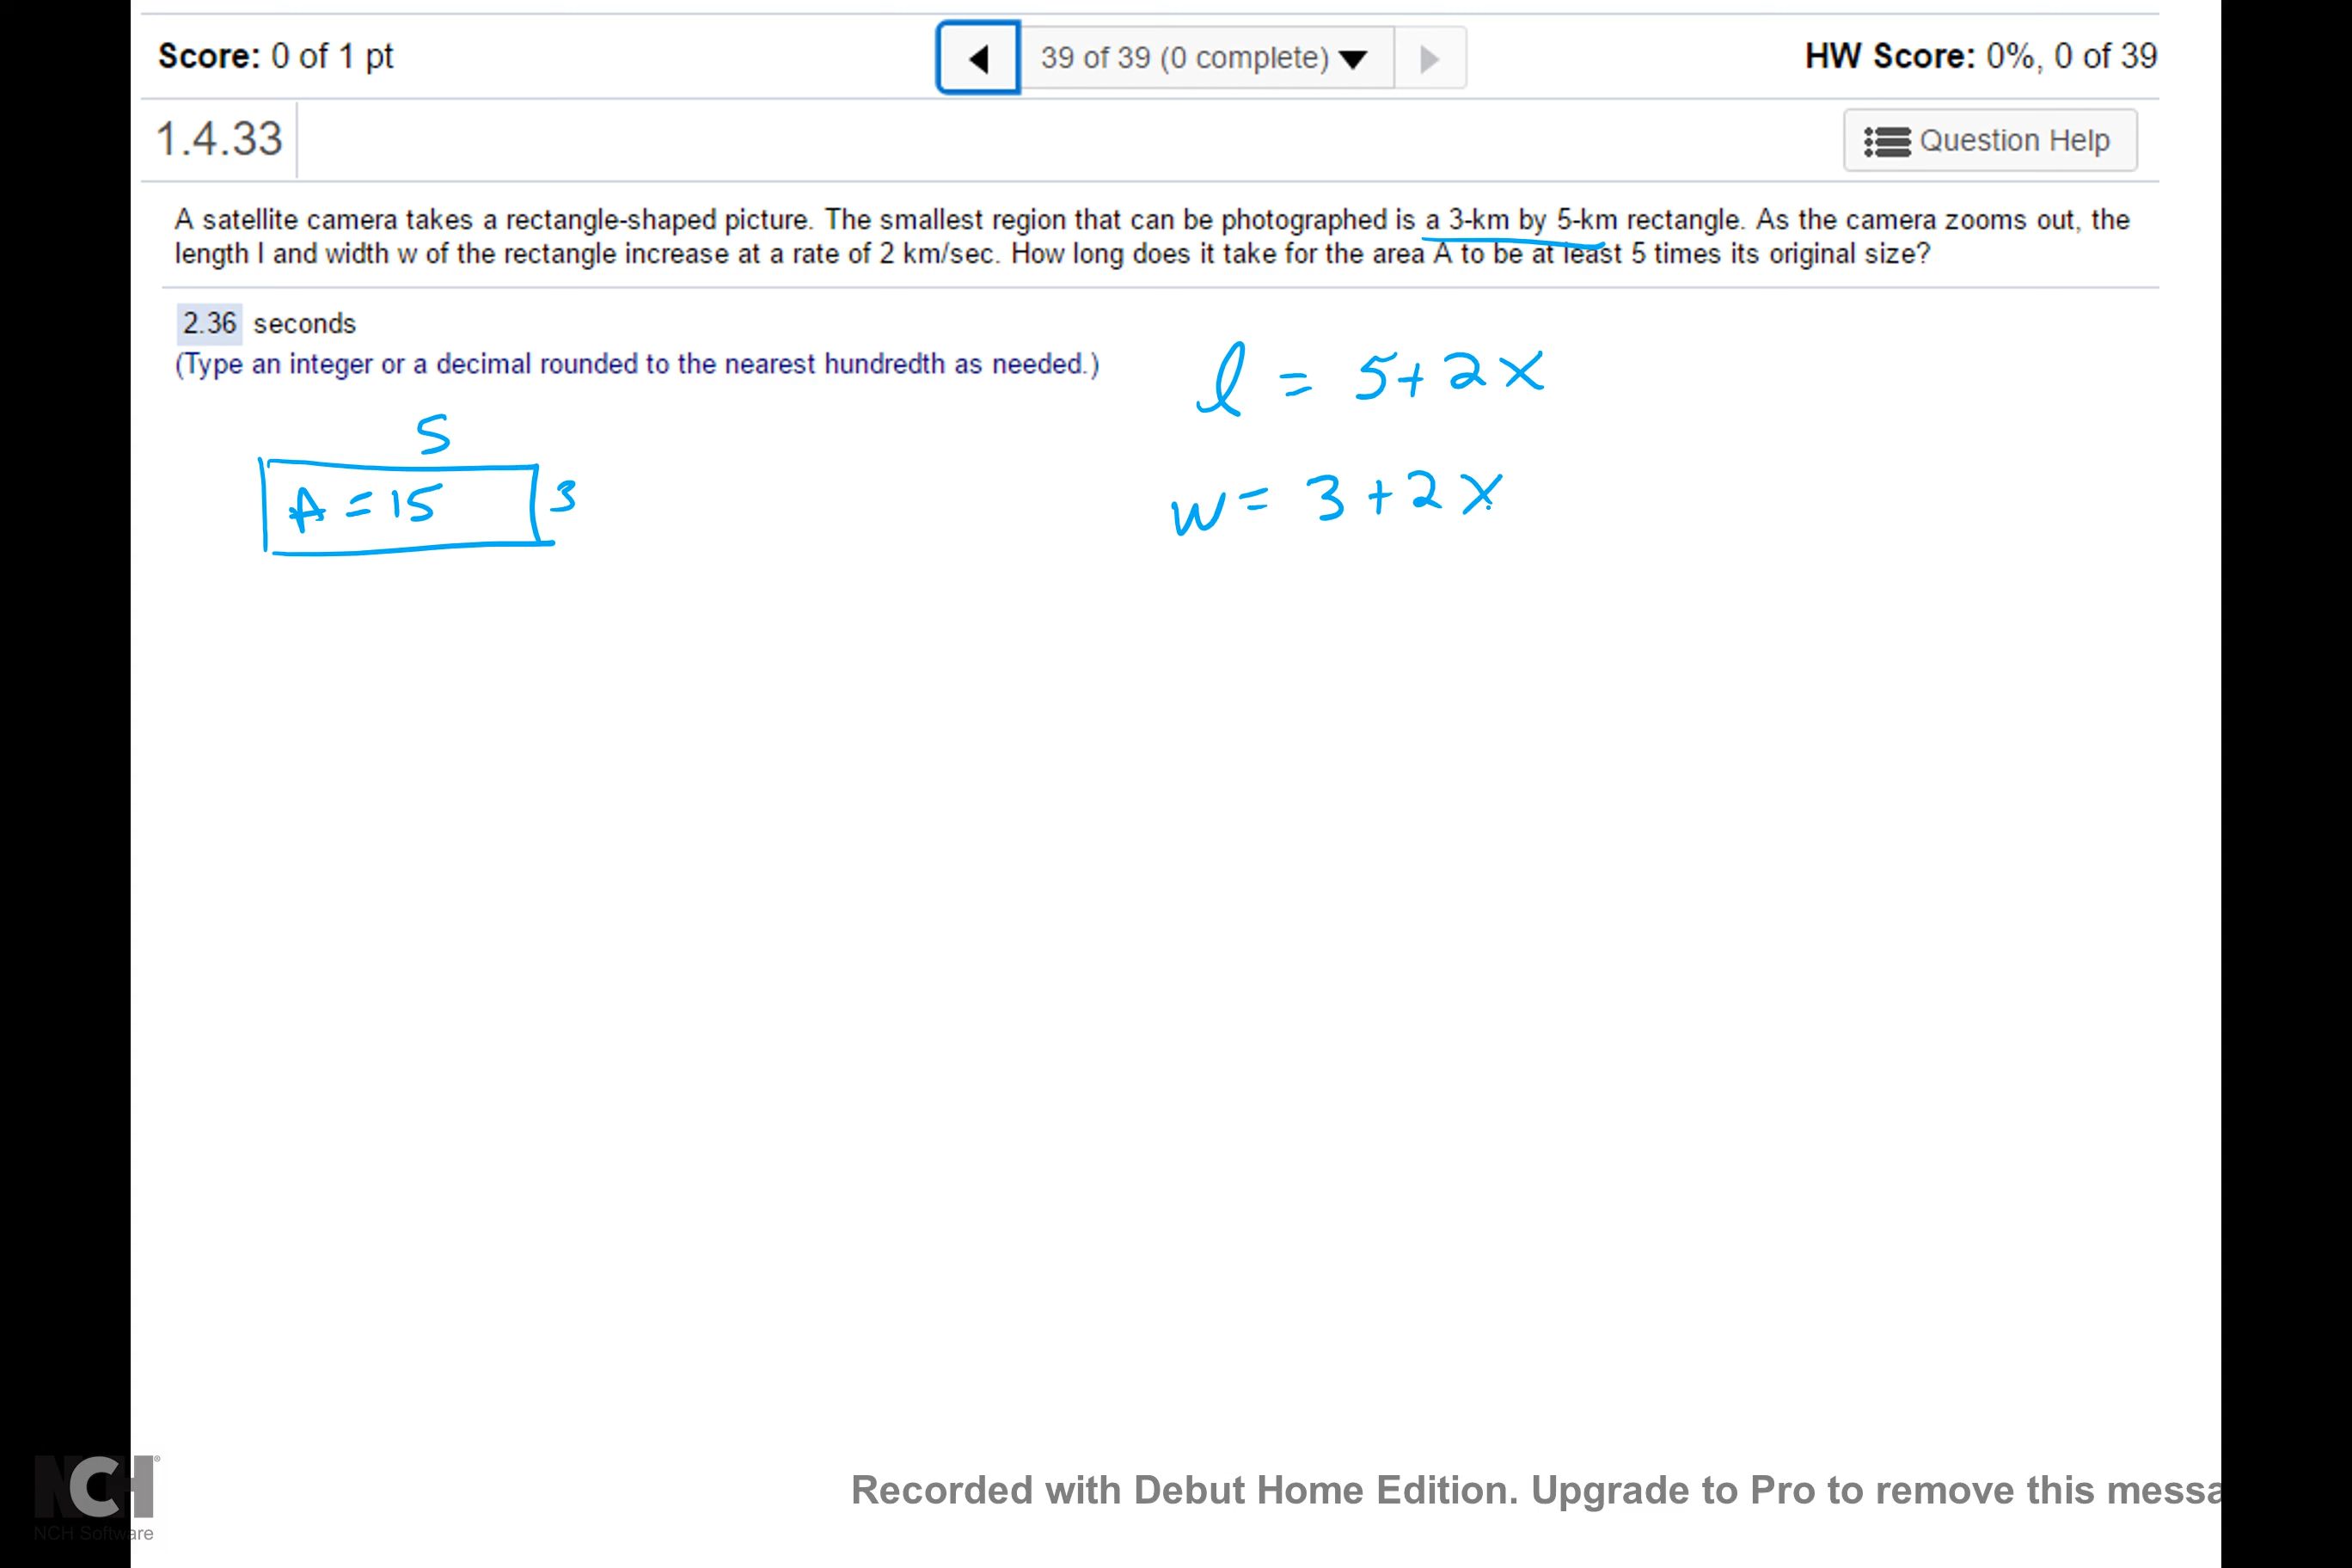 Score: 0 of 1 pt
39 of 39 (0 complete)
HW Score: 0%, 0 of 39
1.4.33
Question Help
A satellite camera takes a rectangle-shaped picture. The smallest region that can be photographed is a 3-km by 5-km rectangle. As the camera zooms out, the
length l and width w of the rectangle increase at a rate of 2 km/sec. How long does it take for the area A to be at least 5 times its original size?
2.36 seconds
(Type an integer or a decimal rounded to the nearest hundredth as needed.)
l = 5+2x
5
A = 15
3
w = 3+2x
NCH®
NCH Software
Recorded with Debut Home Edition. Upgrade to Pro to remove this messa